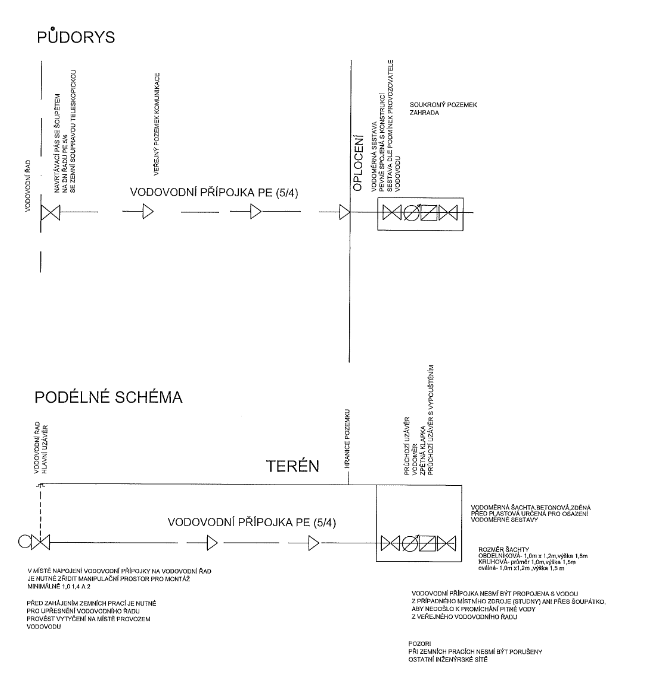 PŮDORYS
VODOVODNÍ ŘAD
NAVRTÁVACÍ PÁS SE ŠOUPĚTEM
NA DN ŘADU PE 5/4
SE ZEMNÍ SOUPRAVOU TELESKOPICKOU
VEŘEJNÝ POZEMEK KOMUNIKACE
OPLOCENÍ
VODOMĚRNÁ SESTAVA
PEVNĚ SPOJENÁ S KONSTRUKCÍ
SESTAVA DLE PODMÍNEK PROVOZOVATELE
VODOVODU
SOUKROMÝ POZEMEK
ZAHRADA
VODOVODNÍ PŘÍPOJKA PE (5/4)
PODÉLNÉ SCHÉMA
VODOVODNÍ ŘAD
HLAVNÍ UZÁVĚR
HRANICE POZEMKU
PRŮCHOZÍ UZÁVĚR
VODOMĚR
ZPĚTNÁ KLAPKA
PRŮCHOZÍ UZÁVĚR S VYPOUŠTĚNÍM
TERÉN
VODOVODNÍ PŘÍPOJKA PE (5/4)
VODOMĚRNÁ ŠACHTA,BETONOVÁ,ZDĚNÁ
PŘED PLASTOVÁ URČENÁ PRO OSAZENÍ
VODOMĚRNÉ SESTAVY
ROZMĚR ŠACHTY
OBDELNÍKOVÁ- 1,0m x 1,2m,výška 1,5m
KRUHOVÁ- průměr 1,0m,výška 1,5m
oválná- 1,0m x1,2m ,výška 1,5 m
V MÍSTĚ NAPOJENÍ VODOVODNÍ PŘÍPOJKY NA VODOVODNÍ ŘAD
JE NUTNÉ ZŘÍDIT MANIPULAČNÍ PROSTOR PRO MONTÁŽ
MINIMÁLNĚ 1,0 1,4 A 2
PŘED ZAHÁJENÍM ZEMNÍCH PRACÍ JE NUTNÉ
PRO UPŘESNĚNÍ VODOVODNÍHO ŘADU
PROVÉST VYTYČENÍ NA MÍSTĚ PROVOZEM
VODOVODU
VODOVODNÍ PŘÍPOJKA NESMÍ BÝT PROPOJENA S VODOU
Z PŘÍPADNÉHO MÍSTNÍHO ZDROJE (STUDNY) ANI PŘES ŠOUPÁTKO,
ABY NEDOŠLO K PROMÍCHÁNÍ PITNÉ VODY
Z VEŘEJNÉHO VODOVODNÍHO ŘADU
POZOR!
PŘI ZEMNÍCH PRACÍCH NESMÍ BÝT PORUŠENY
OSTATNÍ INŽENÝRSKÉ SÍTĚ